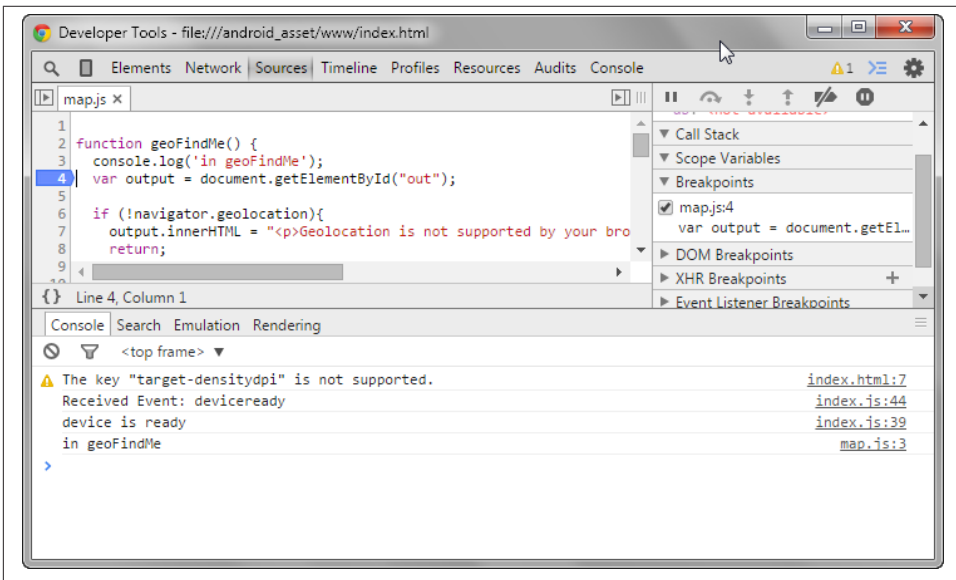 Developer Tools - file:///android_asset/www/index.html
Elements Network Sources Timeline Profiles Resources Audits Console
1
map.js ×
1
2 function geoFindMe() {
3 console.log('in geoFindMe');
4 var output = document.getElementById("out");
5
6 if (!navigator.geolocation){
7 output.innerHTML = "<p>Geolocation is not supported by your bro
8 return;
9
10
{} Line 4, Column 1
Call Stack
Scope Variables
Breakpoints
map.js:4
var output = document.getEl…
DOM Breakpoints
XHR Breakpoints +
Event Listener Breakpoints
Console Search Emulation Rendering
<top frame> ▼
The key "target-densitydpi" is not supported. index.html:7
Received Event: deviceready index.js:44
device is ready index.js:39
in geoFindMe map.js:3
>